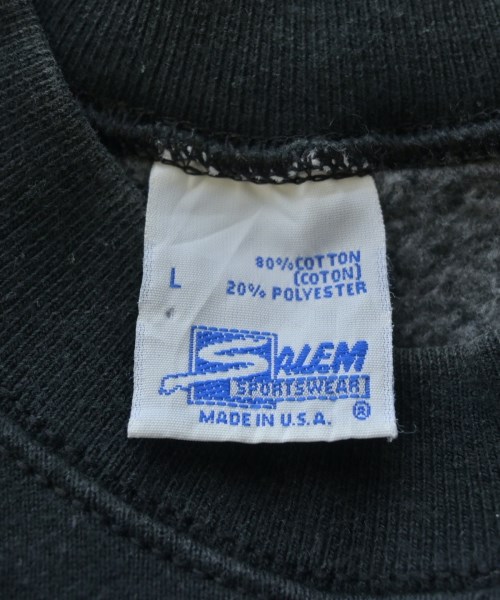 L
80% COTTON
(COTON)
20% POLYESTER
SALEM
SPORTSWEAR
®
MADE IN U.S.A.